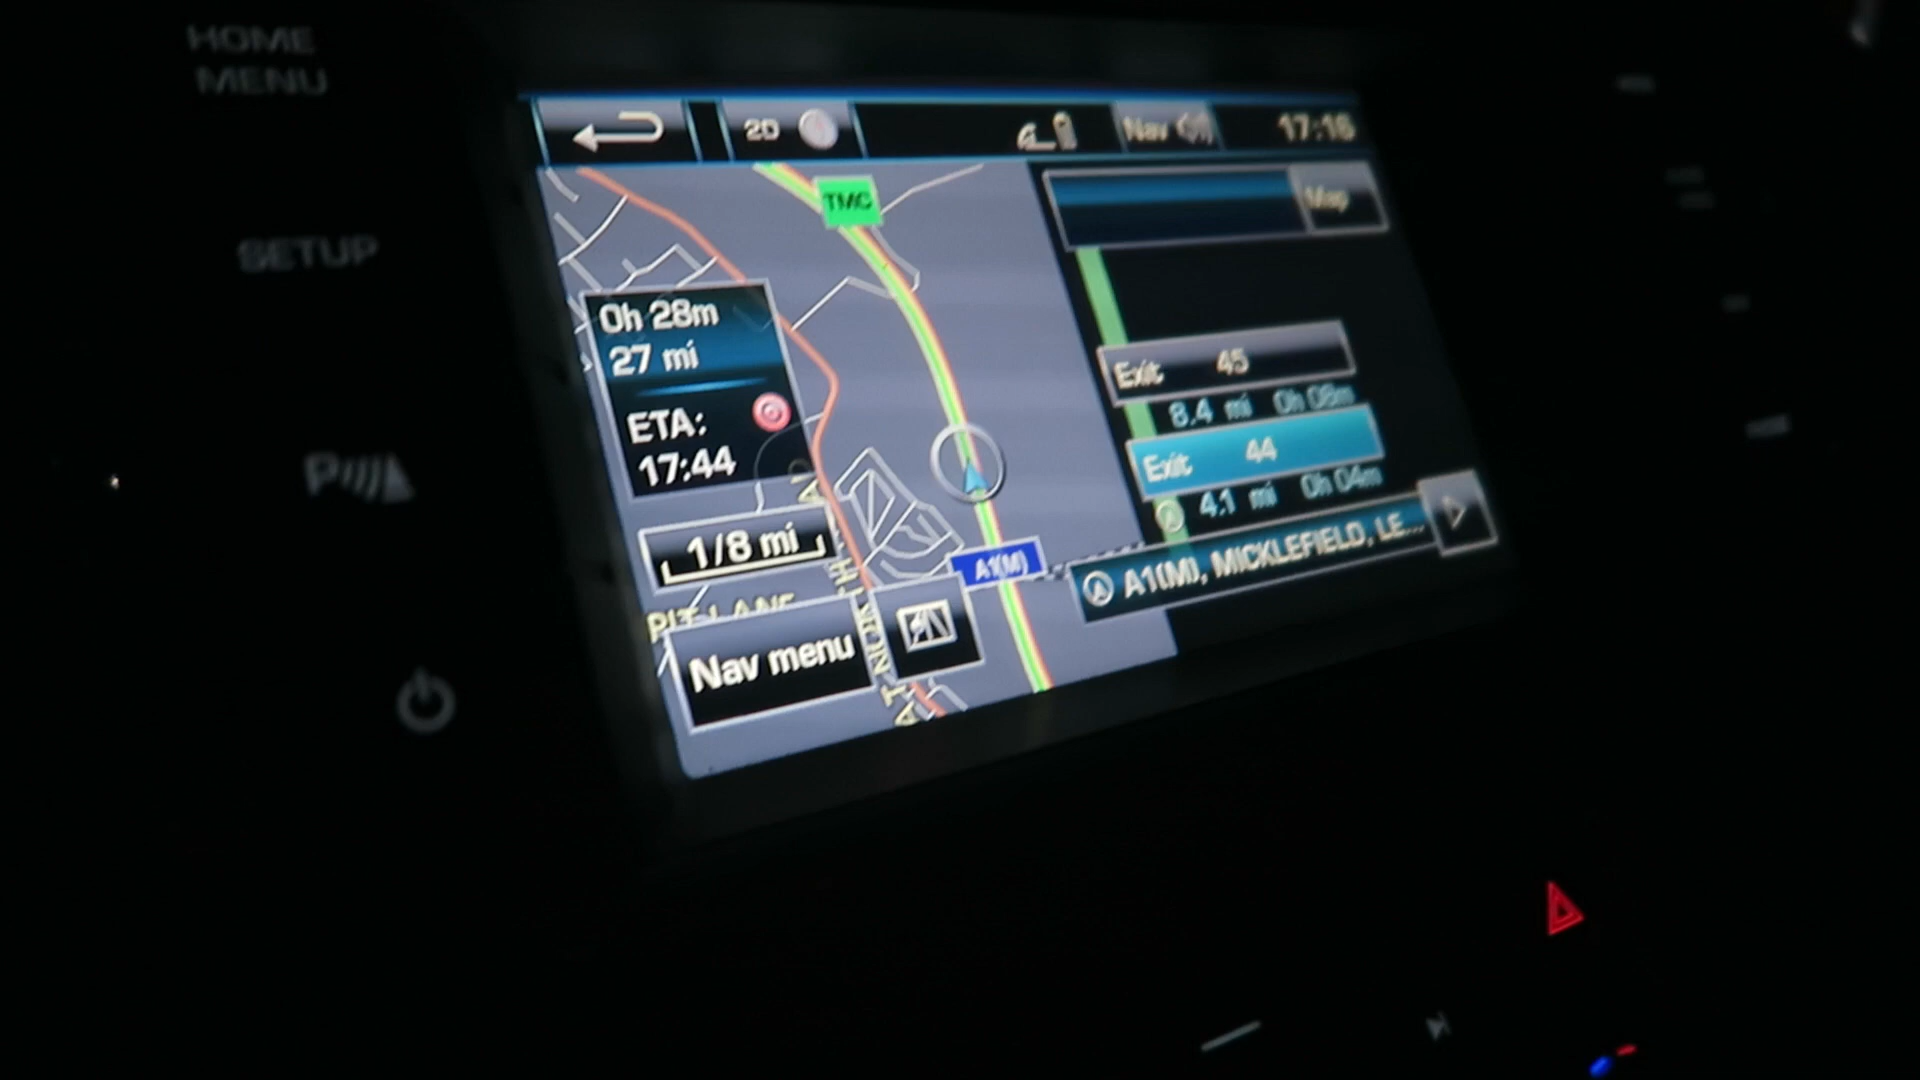 HOME
MENU
SETUP
P
2D
Nav
17:16
TMC
Map
0h 28m
27 mi
ETA:
17:44
Exit 45
8.4 mi 0h 08m
Exit 44
4.1 mi 0h 04m
1/8 mi
A1(M)
A1(M), MICKLEFIELD, LE...
PIT LANE
Nav menu